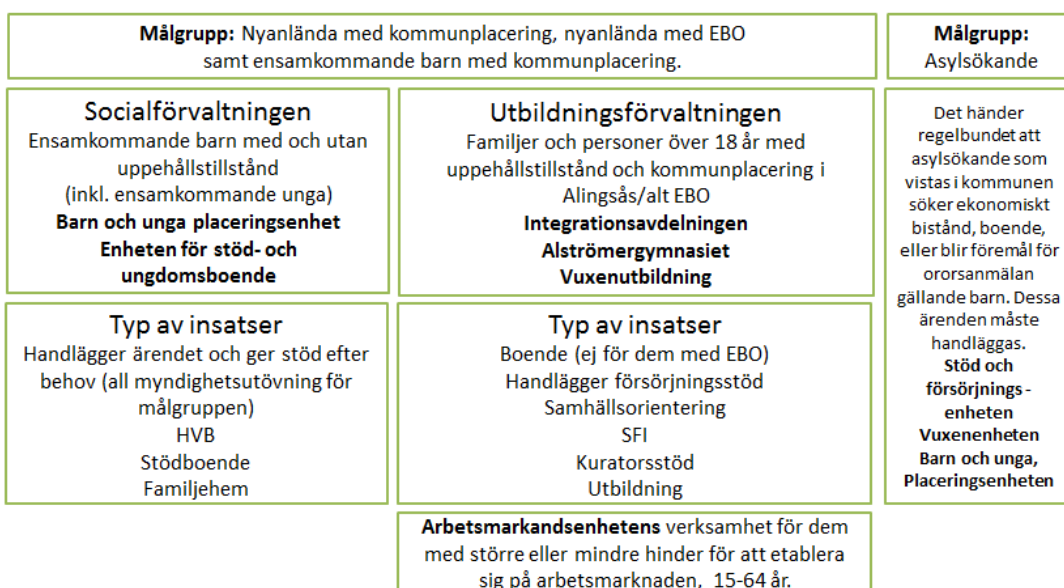 Målgrupp: Nyanlända med kommunplacering, nyanlända med EBO
samt ensamkommande barn med kommunplacering.
Målgrupp:
Asylsökande
Socialförvaltningen
Ensamkommande barn med och utan
uppehållstillstånd
(inkl. ensamkommande unga)
Barn och unga placeringsenhet
Enheten för stöd- och
ungdomsboende
Utbildningsförvaltningen
Familjer och personer över 18 år med
uppehållstillstånd och kommunplacering i
Alingsås/alt EBO
Integrationsavdelningen
Alströmergymnasiet
Vuxenutbildning
Det händer
regelbundet att
asylsökande som
vistas i kommunen
söker ekonomiskt
bistånd, boende,
eller blir föremål för
ororsanmälan
gällande barn. Dessa
ärenden måste
handläggas.
Stöd och
försörjnings-
enheten
Vuxenenheten
Barn och unga,
Placeringsenheten
Typ av insatser
Handlägger ärendet och ger stöd efter
behov (all myndighetsutövning för
målgruppen)
HVB
Stödboende
Familjehem
Typ av insatser
Boende (ej för dem med EBO)
Handlägger försörjningsstöd
Samhällsorientering
SFI
Kuratorsstöd
Utbildning
Arbetsmarkandsenhetens verksamhet för dem
med större eller mindre hinder för att etablera
sig på arbetsmarknaden, 15-64 år.